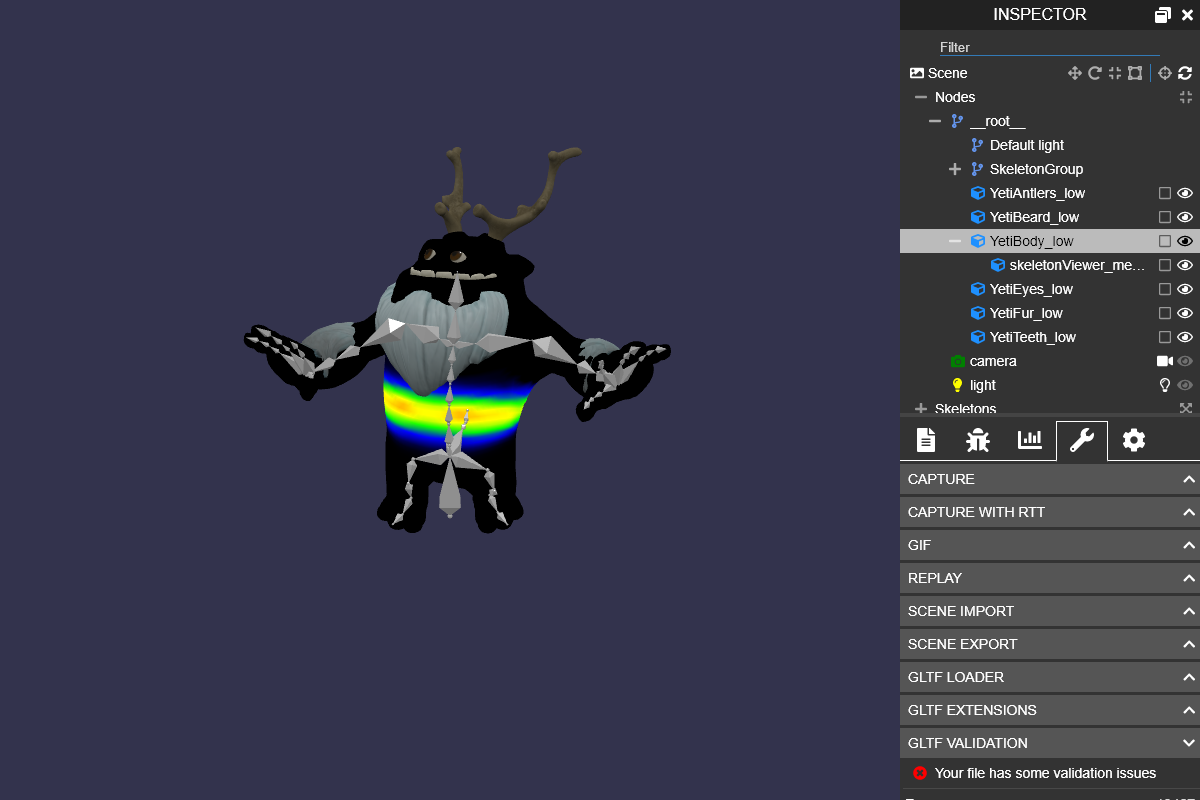 INSPECTOR
Filter
Scene
Nodes
__root__
Default light
SkeletonGroup
YetiAntlers_low
YetiBeard_low
YetiBody_low
skeletonViewer_me...
YetiEyes_low
YetiFur_low
YetiTeeth_low
camera
light
Skeletons
CAPTURE
CAPTURE WITH RTT
GIF
REPLAY
SCENE IMPORT
SCENE EXPORT
GLTF LOADER
GLTF EXTENSIONS
GLTF VALIDATION
Your file has some validation issues